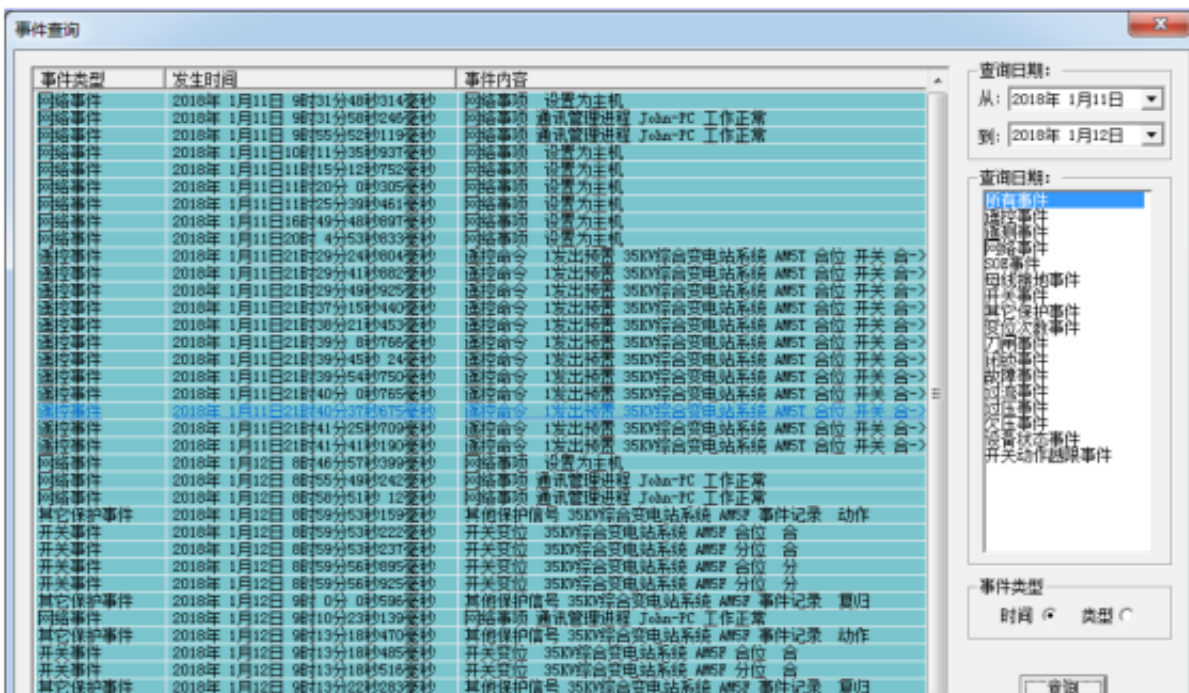 事件查询
事件类型 发生时间 事件内容
网络事件 2018年 1月11日 9时31分48秒314毫秒 网络事项 设置为主机
网络事件 2018年 1月11日 9时31分58秒246毫秒 网络事项 通讯管理进程 John-PC 工作正常
网络事件 2018年 1月11日 9时55分52秒119毫秒 网络事项 通讯管理进程 John-PC 工作正常
网络事件 2018年 1月11日10时11分35秒937毫秒 网络事项 设置为主机
网络事件 2018年 1月11日11时15分12秒752毫秒 网络事项 设置为主机
网络事件 2018年 1月11日11时20分 0秒305毫秒 网络事项 设置为主机
网络事件 2018年 1月11日11时25分39秒461毫秒 网络事项 设置为主机
网络事件 2018年 1月11日16时49分48秒897毫秒 网络事项 设置为主机
网络事件 2018年 1月11日20时 4分53秒833毫秒 网络事项 设置为主机
遥控事件 2018年 1月11日21时29分24秒804毫秒 遥控命令 1发出预置 35KV综合变电站系统 AM5T 合位 开关 合->
遥控事件 2018年 1月11日21时29分41秒882毫秒 遥控命令 1发出预置 35KV综合变电站系统 AM5T 合位 开关 合->
遥控事件 2018年 1月11日21时29分49秒925毫秒 遥控命令 1发出预置 35KV综合变电站系统 AM5T 合位 开关 合->
遥控事件 2018年 1月11日21时37分15秒440毫秒 遥控命令 1发出预置 35KV综合变电站系统 AM5T 合位 开关 合->
遥控事件 2018年 1月11日21时38分21秒453毫秒 遥控命令 1发出预置 35KV综合变电站系统 AM5T 合位 开关 合->
遥控事件 2018年 1月11日21时39分 8秒766毫秒 遥控命令 1发出预置 35KV综合变电站系统 AM5T 合位 开关 合->
遥控事件 2018年 1月11日21时39分45秒 24毫秒 遥控命令 1发出预置 35KV综合变电站系统 AM5T 合位 开关 合->
遥控事件 2018年 1月11日21时39分54秒750毫秒 遥控命令 1发出预置 35KV综合变电站系统 AM5T 合位 开关 合->
遥控事件 2018年 1月11日21时40分 0秒765毫秒 遥控命令 1发出预置 35KV综合变电站系统 AM5T 合位 开关 合->
遥控事件 2018年 1月11日21时40分37秒675毫秒 遥控命令 1发出预置 35KV综合变电站系统 AM5T 合位 开关 合->
遥控事件 2018年 1月11日21时41分25秒709毫秒 遥控命令 1发出预置 35KV综合变电站系统 AM5T 合位 开关 合->
遥控事件 2018年 1月11日21时41分41秒190毫秒 遥控命令 1发出预置 35KV综合变电站系统 AM5T 合位 开关 合->
网络事件 2018年 1月12日 8时46分57秒399毫秒 网络事项 设置为主机
网络事件 2018年 1月12日 8时55分49秒242毫秒 网络事项 通讯管理进程 John-PC 工作正常
网络事件 2018年 1月12日 8时58分51秒 12毫秒 网络事项 通讯管理进程 John-PC 工作正常
其它保护事件 2018年 1月12日 8时59分53秒159毫秒 其他保护信号 35KV综合变电站系统 AM5F 事件记录 动作
开关事件 2018年 1月12日 8时59分53秒222毫秒 开关变位 35KV综合变电站系统 AM5F 合位 合
开关事件 2018年 1月12日 8时59分53秒237毫秒 开关变位 35KV综合变电站系统 AM5F 分位 合
开关事件 2018年 1月12日 8时59分56秒895毫秒 开关变位 35KV综合变电站系统 AM5F 合位 分
开关事件 2018年 1月12日 8时59分56秒925毫秒 开关变位 35KV综合变电站系统 AM5F 分位 分
其它保护事件 2018年 1月12日 9时 0分 0秒596毫秒 其他保护信号 35KV综合变电站系统 AM5F 事件记录 复归
网络事件 2018年 1月12日 9时10分23秒139毫秒 网络事项 通讯管理进程 John-PC 工作正常
其它保护事件 2018年 1月12日 9时13分18秒470毫秒 其他保护信号 35KV综合变电站系统 AM5F 事件记录 动作
开关事件 2018年 1月12日 9时13分18秒485毫秒 开关变位 35KV综合变电站系统 AM5F 合位 合
开关事件 2018年 1月12日 9时13分18秒516毫秒 开关变位 35KV综合变电站系统 AM5F 分位 合
其它保护事件 2018年 1月12日 9时13分22秒283毫秒 其他保护信号 35KV综合变电站系统 AM5F 事件记录 复归
查询日期:
从: 2018年 1月11日
到: 2018年 1月12日
查询日期:
所有事件
遥控事件
遥测事件
网络事件
SOE事件
母线接地事件
开关事件
其它保护事件
变位次数事件
刀闸事件
闭锁事件
故障事件
过流事件
过压事件
欠压事件
设备状态事件
开关动作越限事件
事件类型
时间 类型
查询